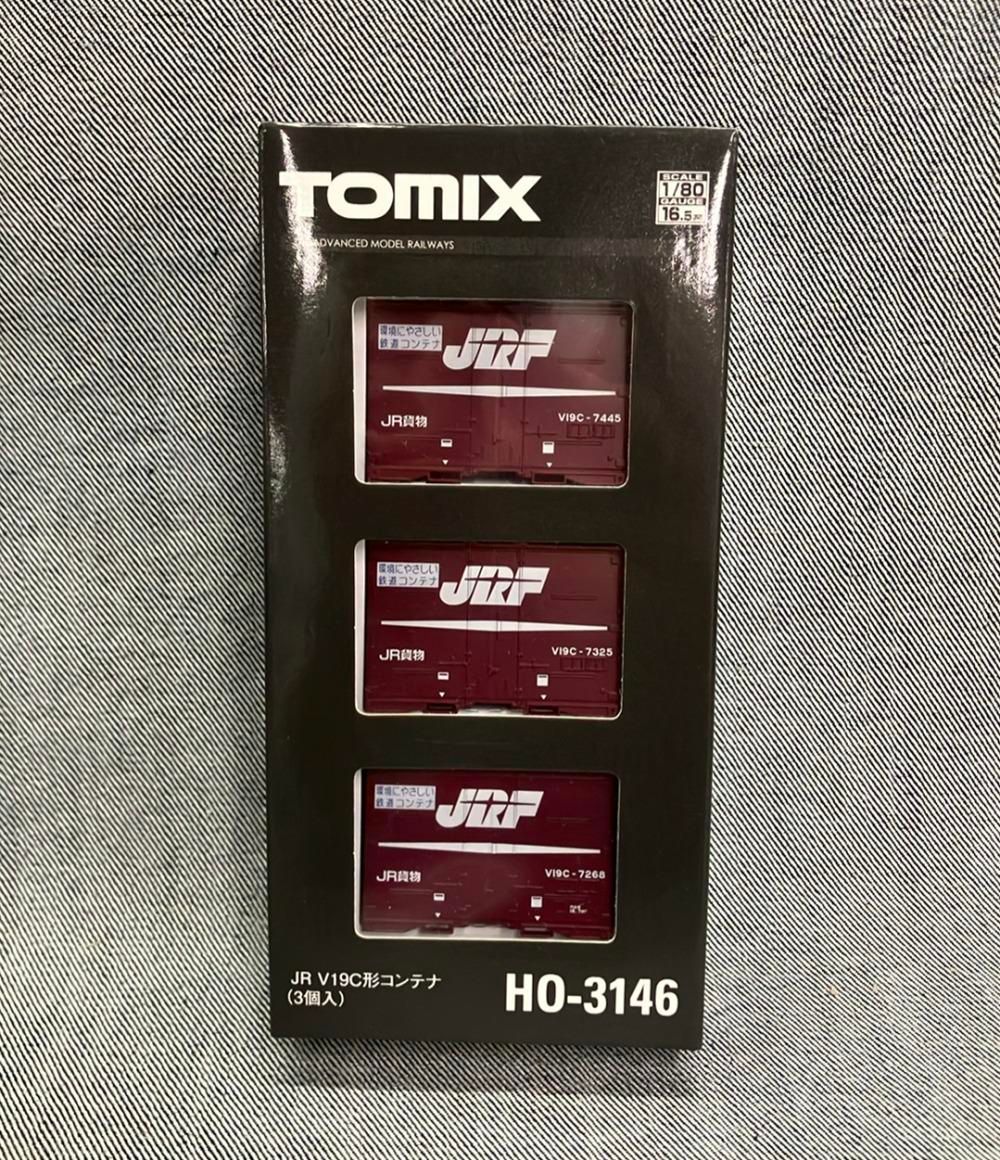 TOMIX
ADVANCED MODEL RAILWAYS
SCALE
1/80
GAUGE
16.5
環境にやさしい
鉄道コンテナ
JRF
JR貨物
V19C-7445
環境にやさしい
鉄道コンテナ
JRF
JR貨物
V19C-7325
環境にやさしい
鉄道コンテナ
JRF
JR貨物
V19C-7268
JR V19C形コンテナ
(3個入)
HO-3146